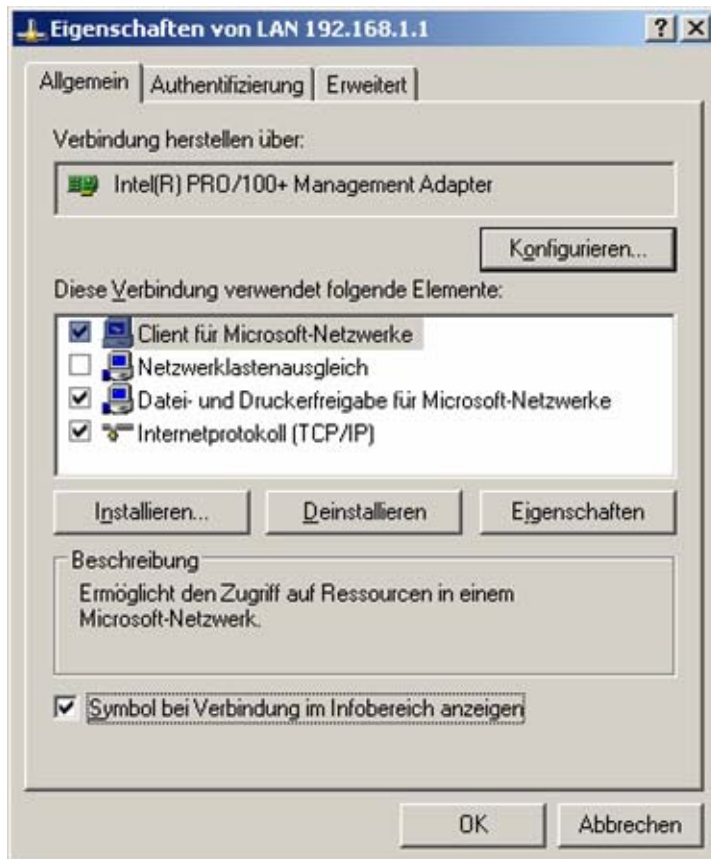 Eigenschaften von LAN 192.168.1.1
Allgemein Authentifizierung Erweitert
Verbindung herstellen über:
Intel(R) PRO/100+ Management Adapter
Konfigurieren...
Diese Verbindung verwendet folgende Elemente:
Client für Microsoft-Netzwerke
Netzwerklastenausgleich
Datei- und Druckerfreigabe für Microsoft-Netzwerke
Internetprotokoll (TCP/IP)
Installieren... Deinstallieren Eigenschaften
Beschreibung
Ermöglicht den Zugriff auf Ressourcen in einem
Microsoft-Netzwerk.
Symbol bei Verbindung im Infobereich anzeigen
OK Abbrechen